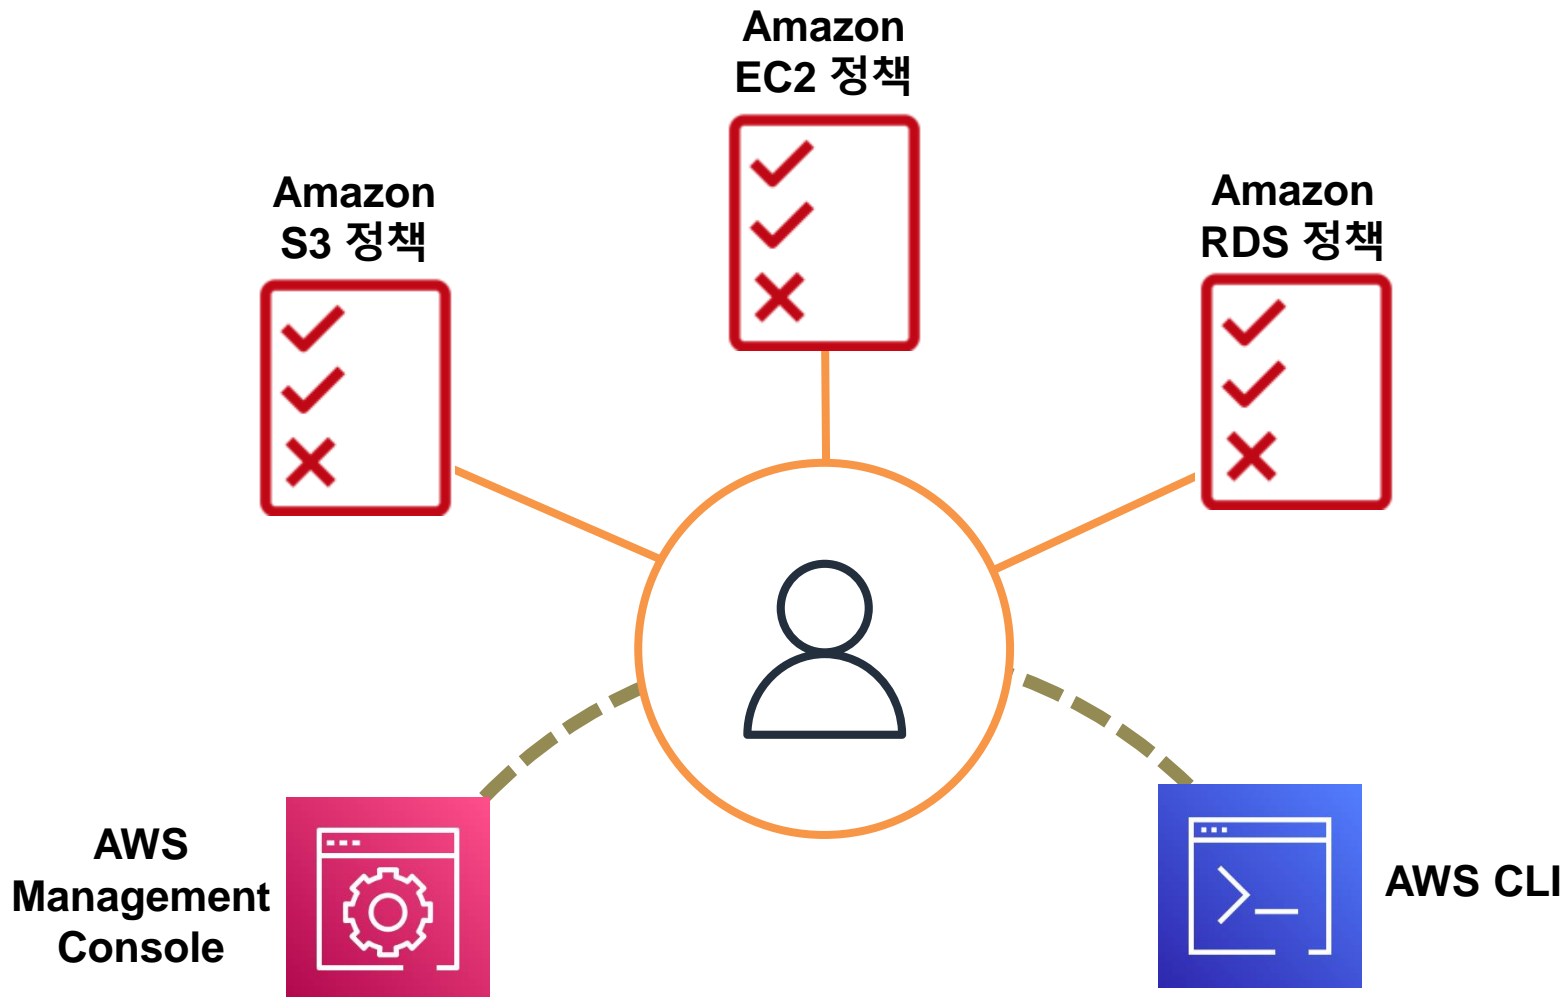 Amazon
EC2 정책
Amazon
S3 정책
Amazon
RDS 정책
AWS
Management
Console
AWS CLI